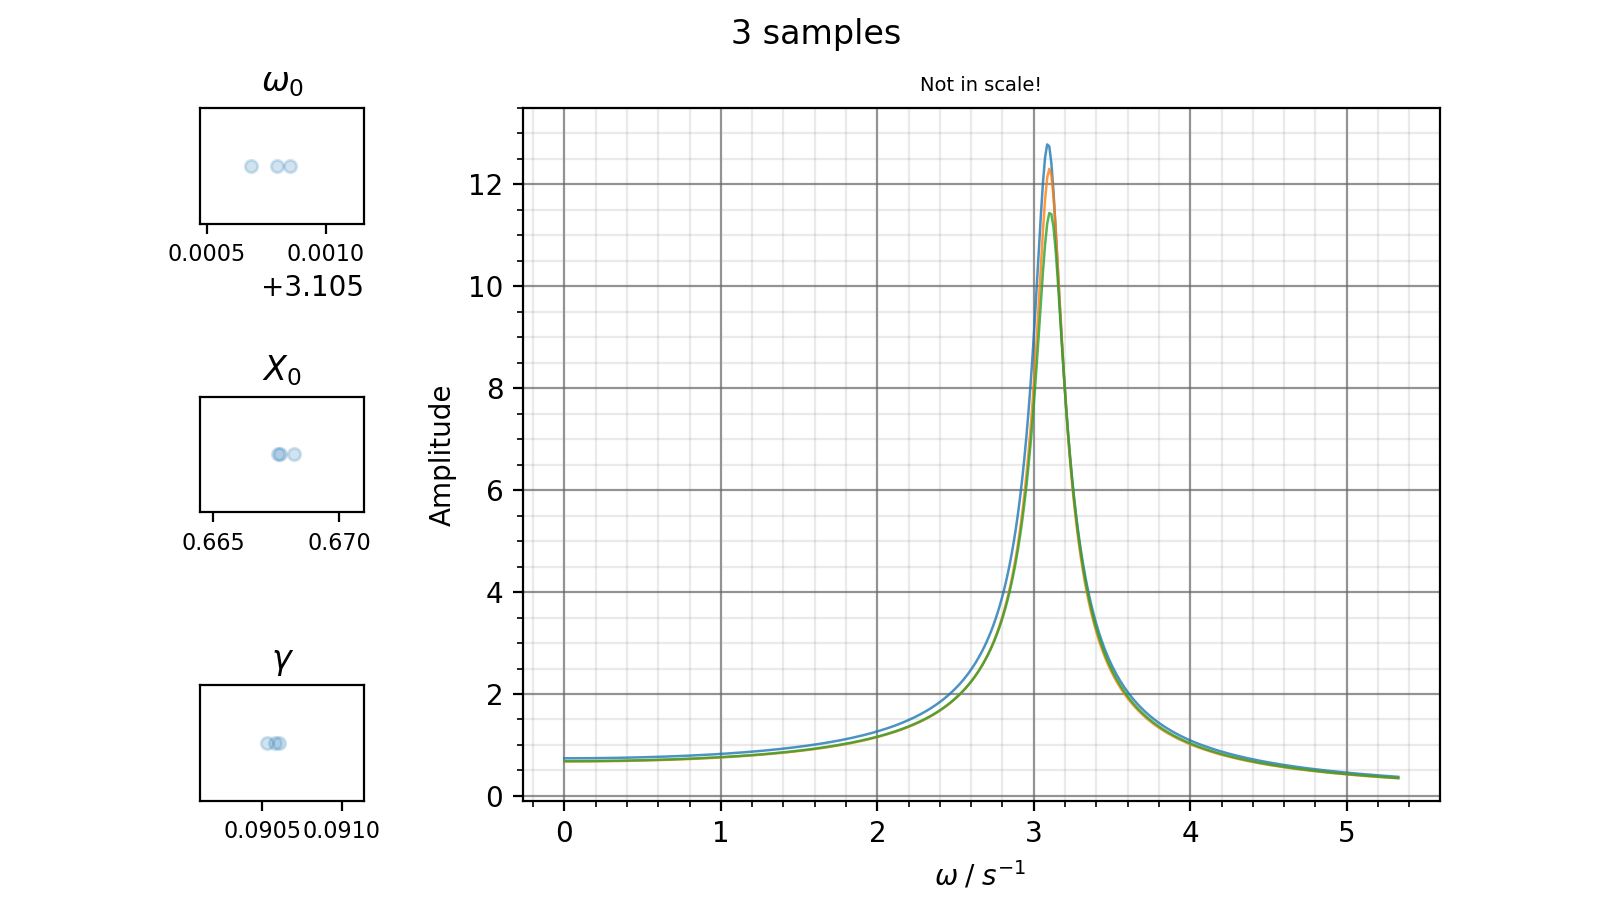 3 samples
ω₀
0.0005 0.0010
+3.105
X₀
0.665 0.670
γ
0.0905 0.0910
Not in scale!
12
10
8
6
4
2
0
Amplitude
0 1 2 3 4 5
ω / s⁻¹